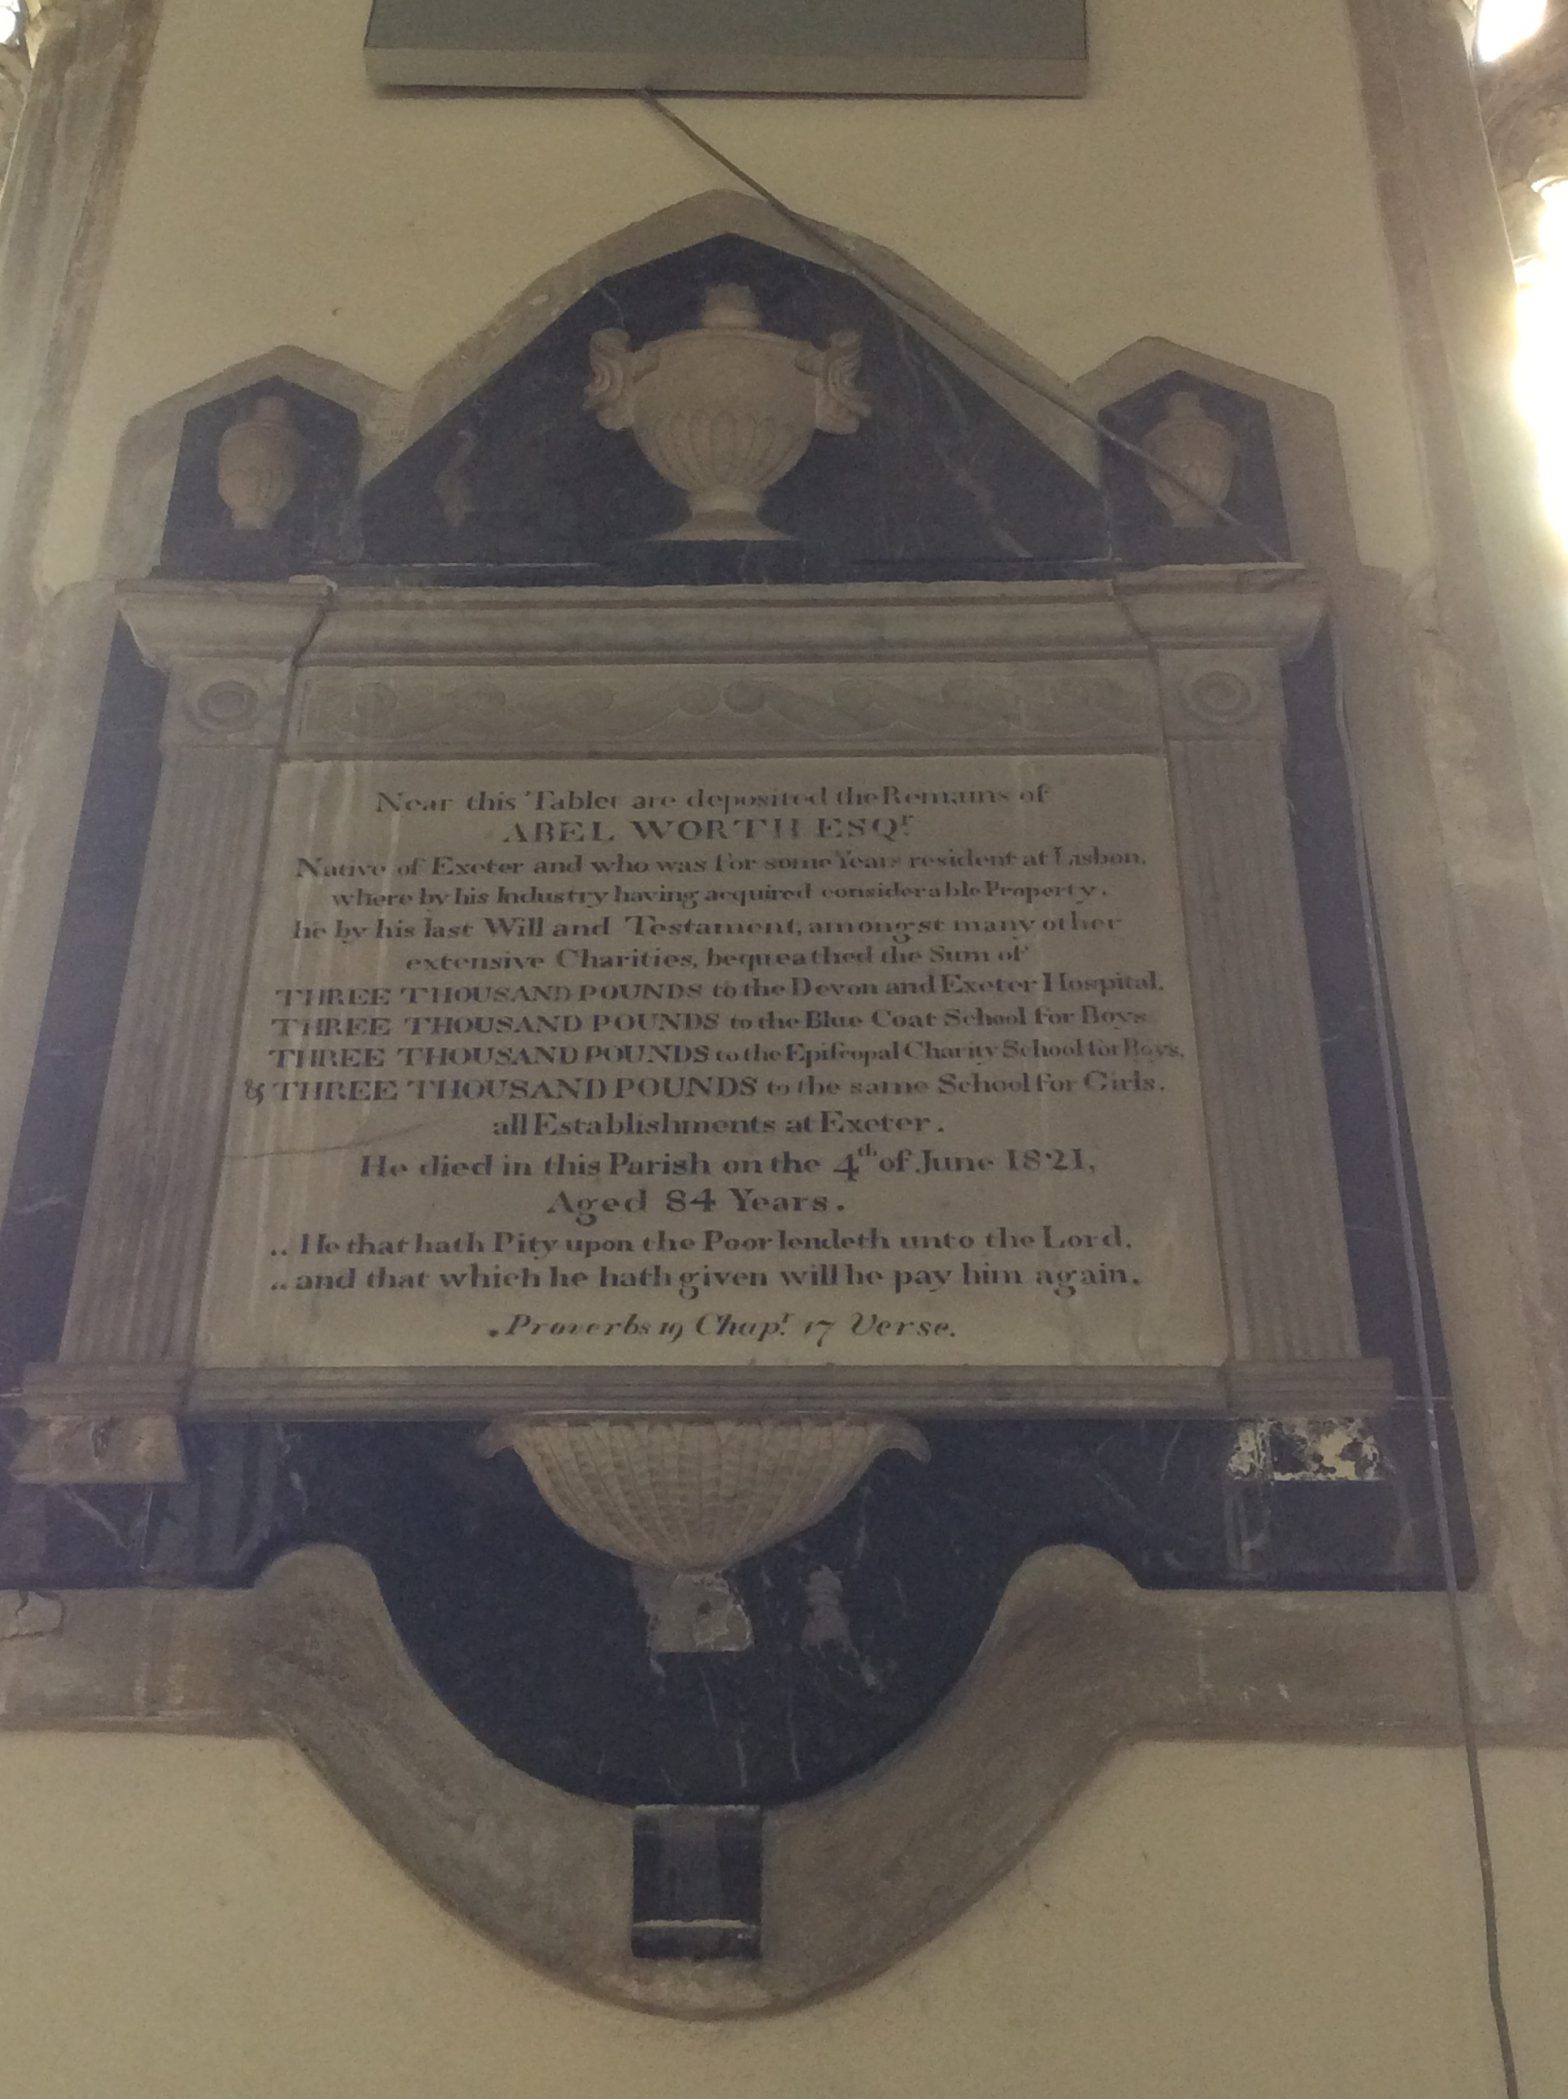 Near this Tablet are deposited the Remains of
ABEL WORTH ESQr.
Native of Exeter and who was for some Years resident at Lisbon,
where by his Industry having acquired considerable Property,
he by his last Will and Testament, amongst many other
extensive Charities, bequeathed the Sum of
THREE THOUSAND POUNDS to the Devon and Exeter Hospital,
THREE THOUSAND POUNDS to the Blue Coat School for Boys
THREE THOUSAND POUNDS to the Epiſcopal Charity School for Boys,
& THREE THOUSAND POUNDS to the same School for Girls.
all Establishments at Exeter.
He died in this Parish on the 4th of June 1821,
Aged 84 Years.
„He that hath Pity upon the Poor lendeth unto the Lord,
„and that which he hath given will he pay him again.
Proverbs 19 Chapr. 17 Verse.